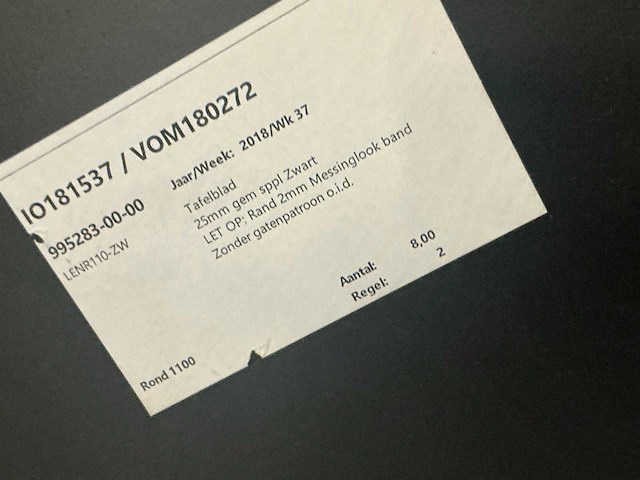 IO181537 / VOM180272
995283-00-00 Jaar/Week: 2018/Wk 37
LENR110-ZW Tafelblad
25mm gem sppl Zwart
LET OP: Rand 2mm Messinglook band
Zonder gatenpatroon o.i.d.
Aantal: 8,00
Regel: 2
Rond 1100